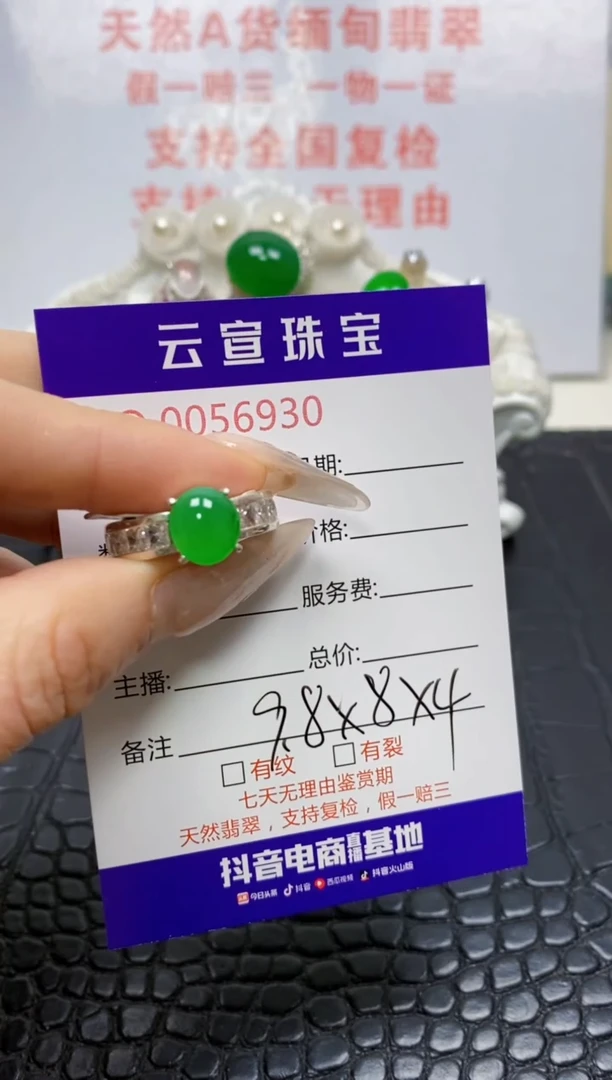 天然A货缅甸翡翠
假一赔三 一物一证
支持全国复检
支持 无理由
云宣珠宝
0056930
期:
价格:
服务费:
主播:
总价:
9.8x8x4
备注
□有纹 □有裂
七天无理由鉴赏期
天然翡翠，支持复检，假一赔三
抖音电商直播基地
今日头条 抖音 西瓜视频 抖音火山版